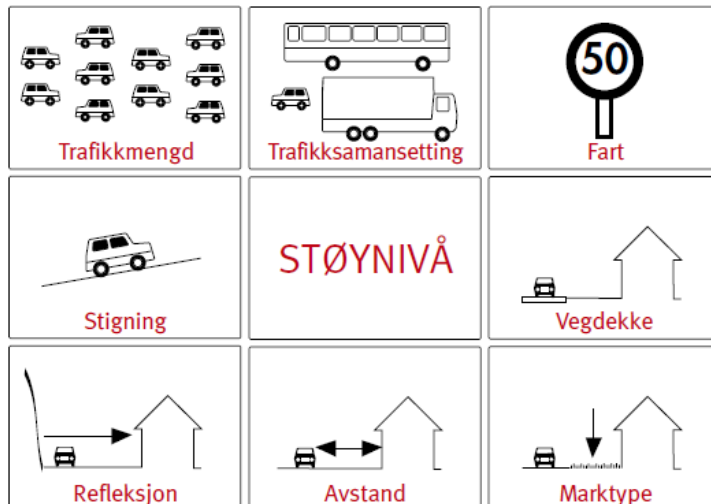 Trafikkmengd
Trafikksamansetting
50
Fart
Stigning
STØYNIVÅ
Vegdekke
Refleksjon
Avstand
Marktype